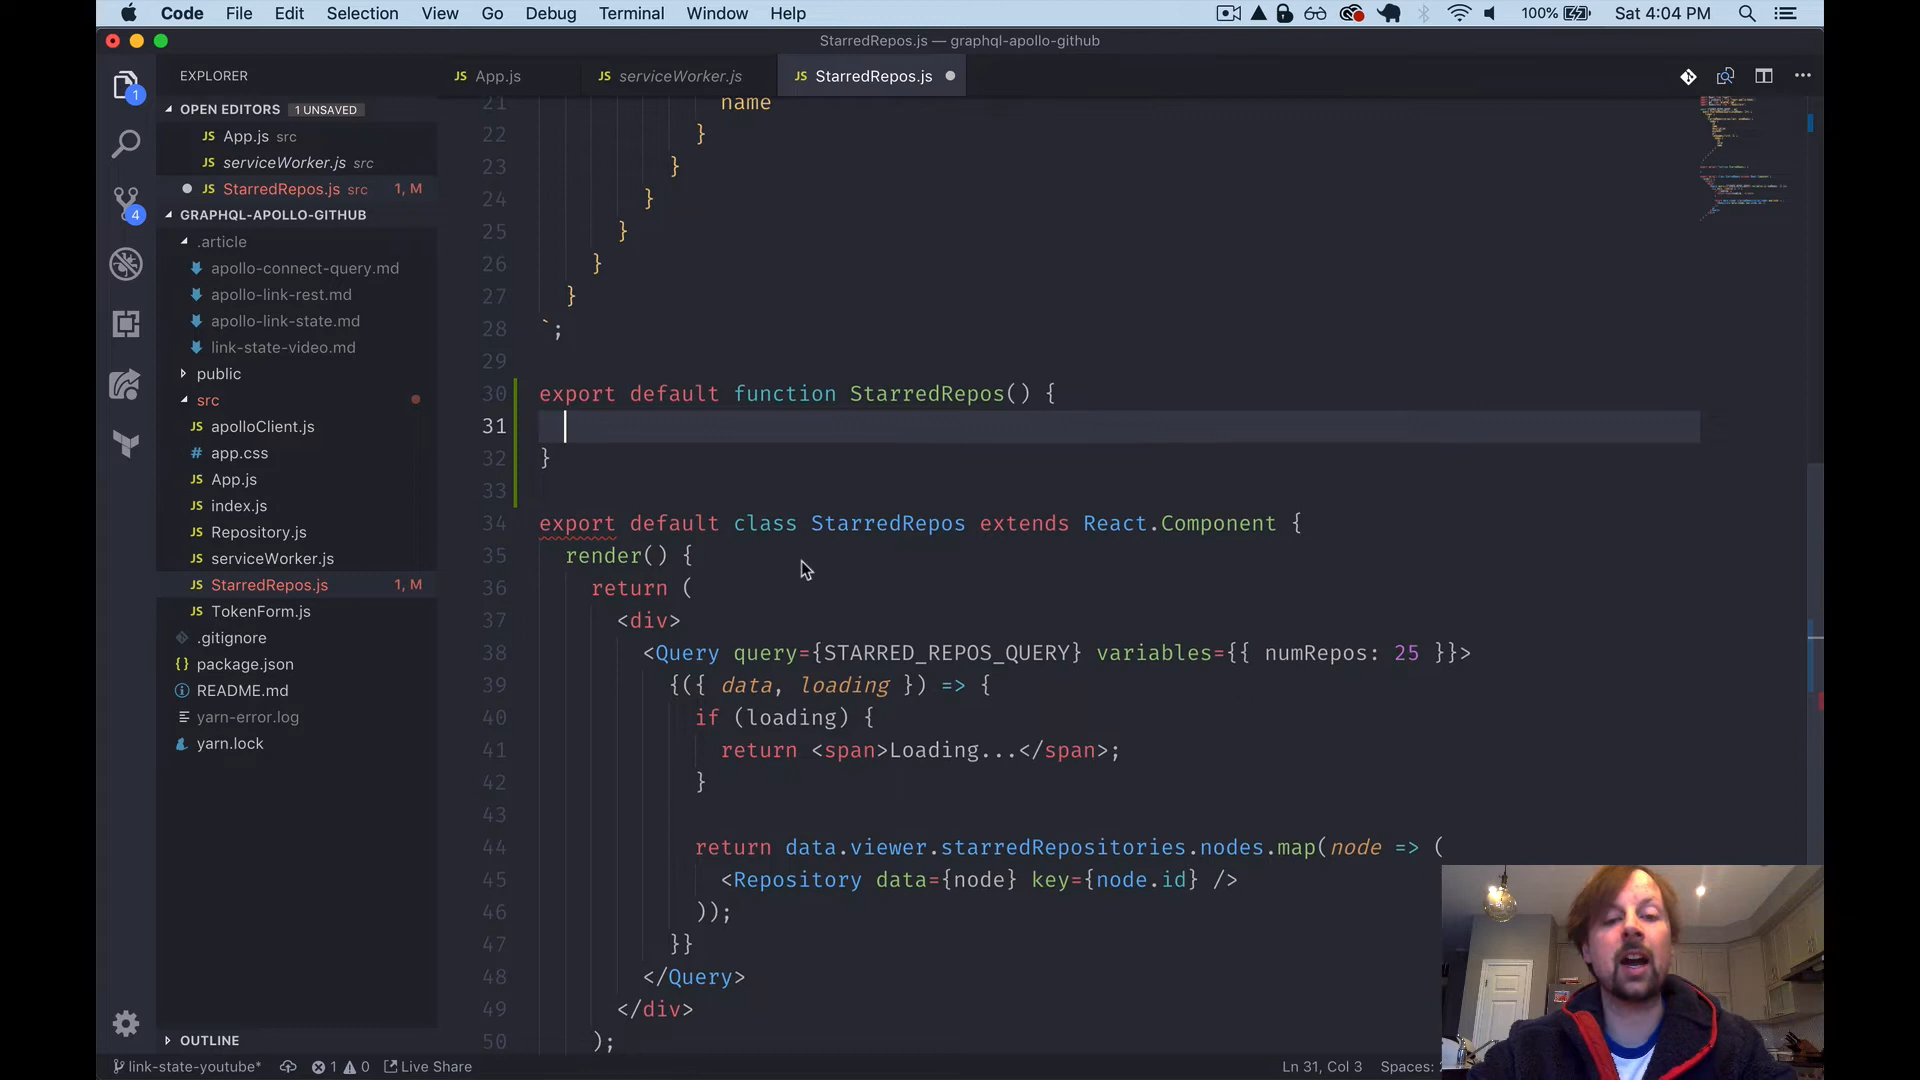 Code File Edit Selection View Go Debug Terminal Window Help 100% Sat 4:04 PM
StarredRepos.js — graphql-apollo-github
EXPLORER
JS App.js JS serviceWorker.js JS StarredRepos.js
OPEN EDITORS 1 UNSAVED
JS App.js src
JS serviceWorker.js src
JS StarredRepos.js src 1, M
GRAPHQL-APOLLO-GITHUB
.article
apollo-connect-query.md
apollo-link-rest.md
apollo-link-state.md
link-state-video.md
public
src
JS apolloClient.js
# app.css
JS App.js
JS index.js
JS Repository.js
JS serviceWorker.js
JS StarredRepos.js 1, M
JS TokenForm.js
.gitignore
{} package.json
README.md
yarn-error.log
yarn.lock
OUTLINE
1
4
21 name
22 }
23 }
24 }
25 }
26 }
27 }
28 `;
29
30 export default function StarredRepos() {
31
32 }
33
34 export default class StarredRepos extends React.Component {
35 render() {
36 return (
37 <div>
38 <Query query={STARRED_REPOS_QUERY} variables={{ numRepos: 25 }}>
39 {({ data, loading }) => {
40 if (loading) {
41 return <span>Loading...</span>;
42 }
43
44 return data.viewer.starredRepositories.nodes.map(node => (
45 <Repository data={node} key={node.id} />
46 ));
47 }}
48 </Query>
49 </div>
50 );
link-state-youtube* 1 0 Live Share Ln 31, Col 3 Spaces: